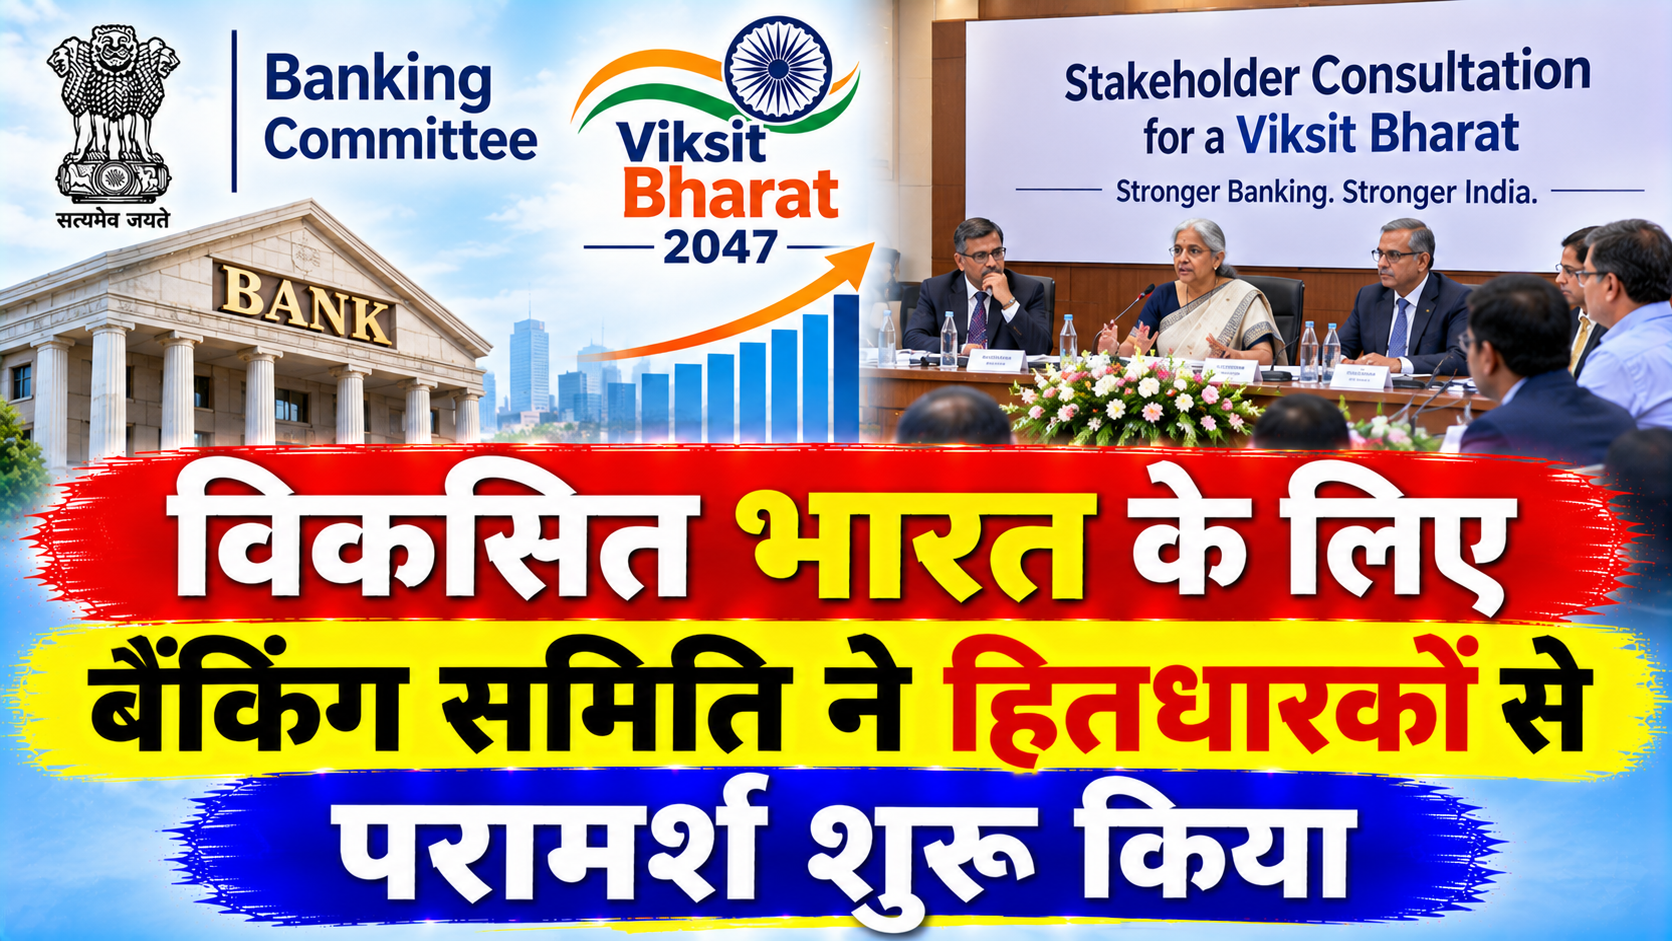 सत्यमेव जयते
Banking
Committee
Viksit
Bharat
2047
BANK
Stakeholder Consultation
for a Viksit Bharat
Stronger Banking. Stronger India.
विकसित भारत के लिए
बैंकिंग समिति ने हितधारकों से
परामर्श शुरू किया